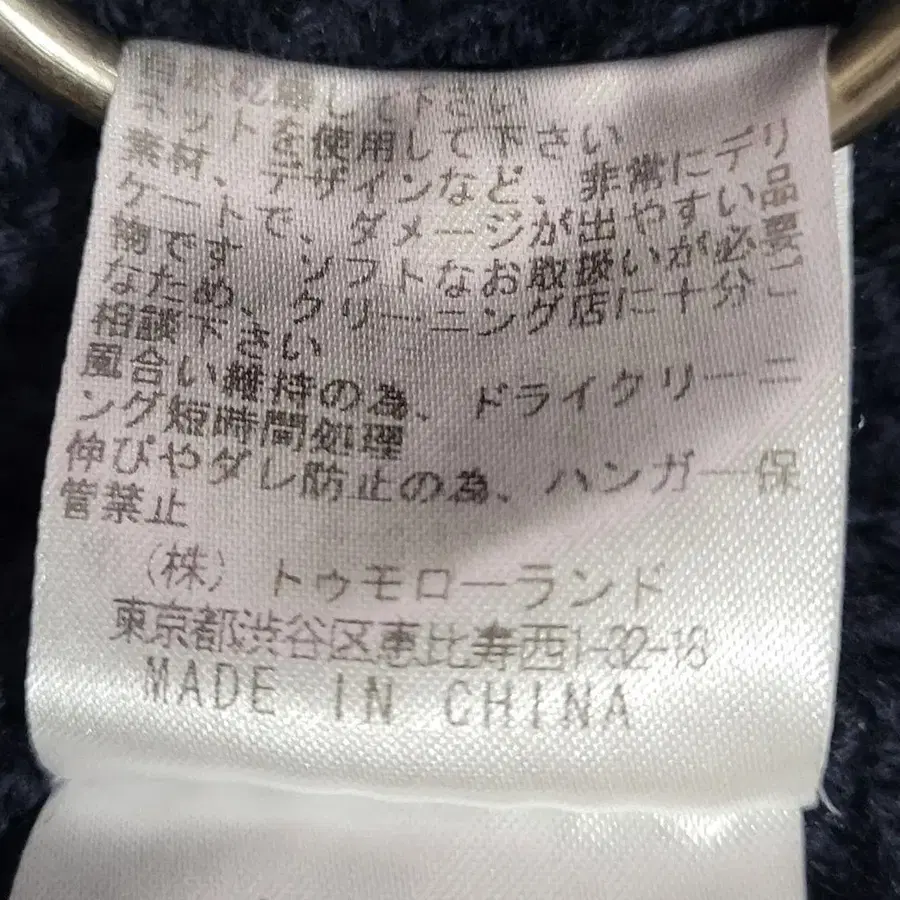 して下さい
ネットを使用して下さい
素材、デザインなど、非常にデリ
ケートで、ダメージが出やすい品
物です。ソフトなお取扱いが必要
なため、クリーニング店に十分ご
相談下さい
風合い維持の為、ドライクリーニ
ング短時間処理
伸びやダレ防止の為、ハンガー保
管禁止
(株)トゥモローランド
東京都渋谷区恵比寿西1-32-18
MADE IN CHINA